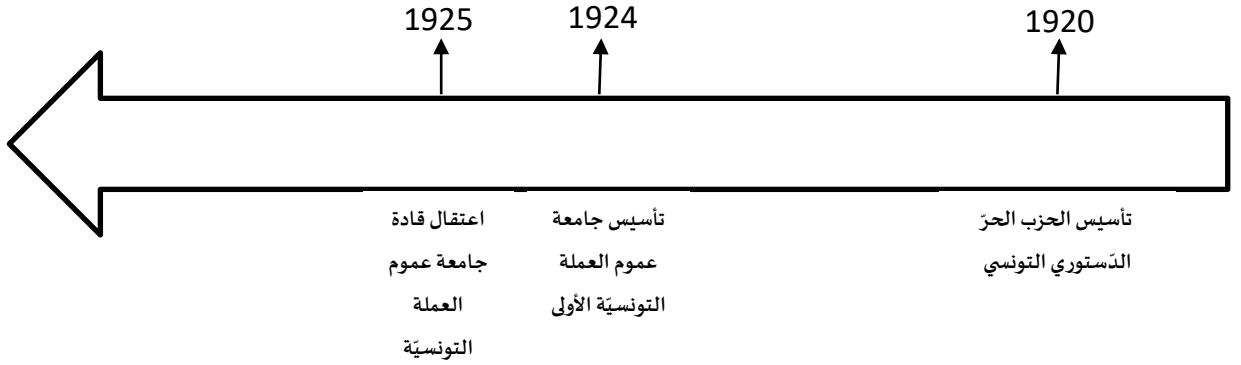 1920
1924
1925
تأسيس الحزب الحرّ
الدّستوري التونسي
تأسيس جامعة
عموم العملة
التونسيّة الأولى
اعتقال قادة
جامعة عموم
العملة
التونسيّة